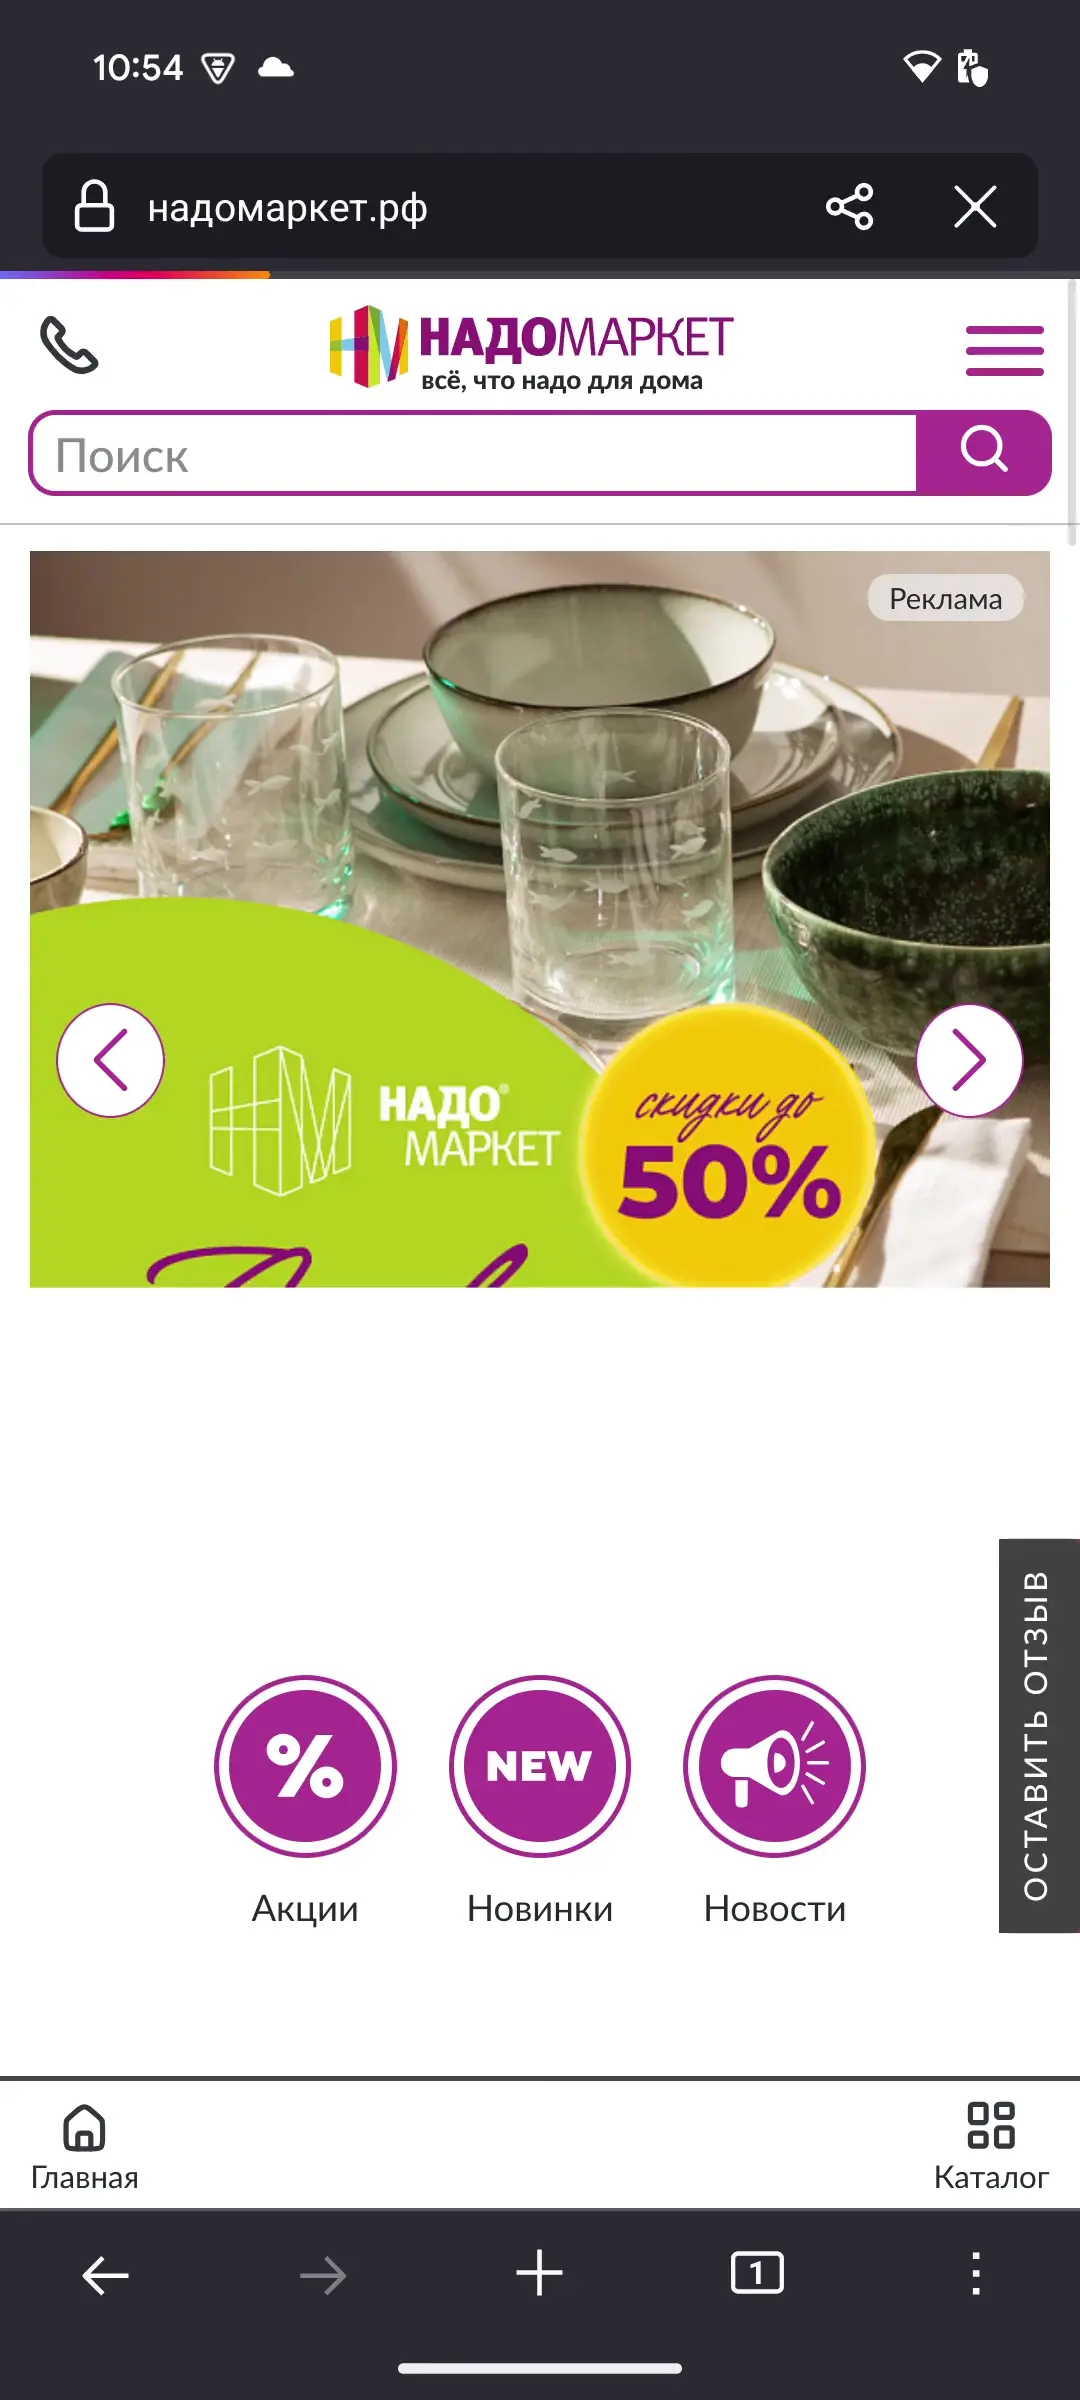 10:54
надомаркет.рф
НАДОМАРКЕТ
всё, что надо для дома
Поиск
Реклама
НАДО®
МАРКЕТ
скидки до
50%
ОСТАВИТЬ ОТЗЫВ
NEW
Акции
Новинки
Новости
Главная
Каталог
1